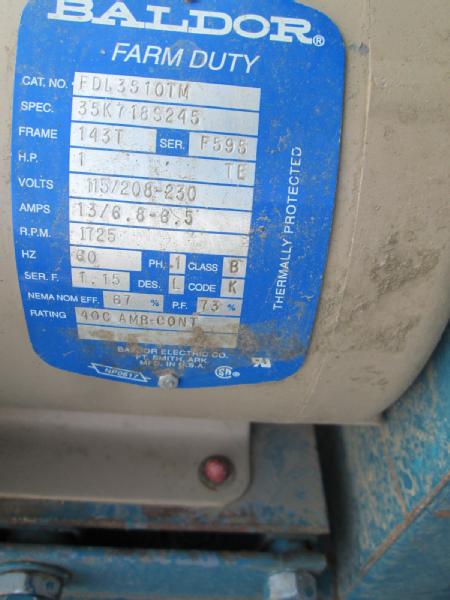 BALDOR®
FARM DUTY
CAT. NO. FDL3510TM
SPEC. 35K718S245
FRAME 143T SER. F595
H.P. 1 TE
VOLTS 115/208-230
AMPS 13/6.8-6.5
R.P.M. 1725
HZ 60 PH. 1 CLASS B
SER. F. 1.15 DES. L CODE K
NEMA NOM EFF. 67 % P.F. 73 %
RATING 40C AMB-CONT
THERMALLY PROTECTED
BALDOR ELECTRIC CO.
FT. SMITH, ARK.
MFD. IN U.S.A.
NP0617